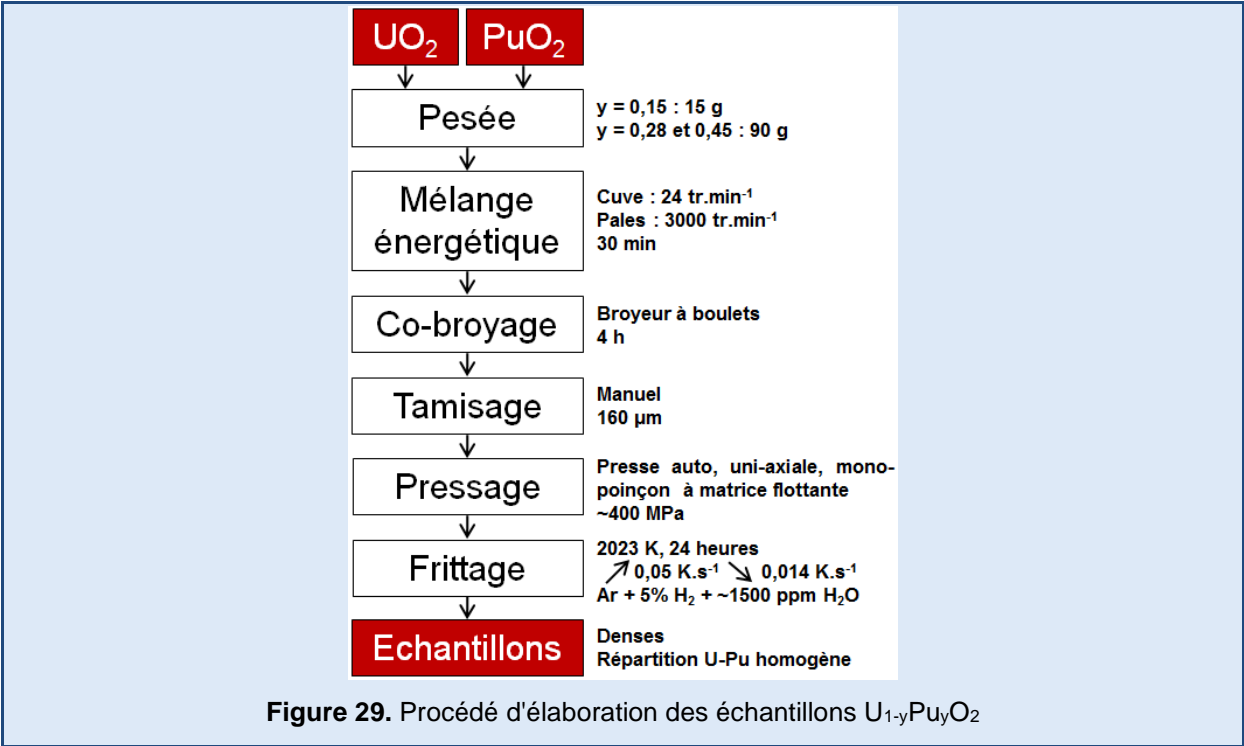 UO₂ PuO₂
Pesée
y = 0,15 : 15 g
y = 0,28 et 0,45 : 90 g
Mélange
énergétique
Cuve : 24 tr.min⁻¹
Pales : 3000 tr.min⁻¹
30 min
Co-broyage
Broyeur à boulets
4 h
Tamisage
Manuel
160 µm
Pressage
Presse auto, uni-axiale, mono-
poinçon à matrice flottante
~400 MPa
Frittage
2023 K, 24 heures
0,05 K.s⁻¹ 0,014 K.s⁻¹
Ar + 5% H₂ + ~1500 ppm H₂O
Echantillons
Denses
Répartition U-Pu homogène
Figure 29. Procédé d'élaboration des échantillons U₁₋yPuyO₂